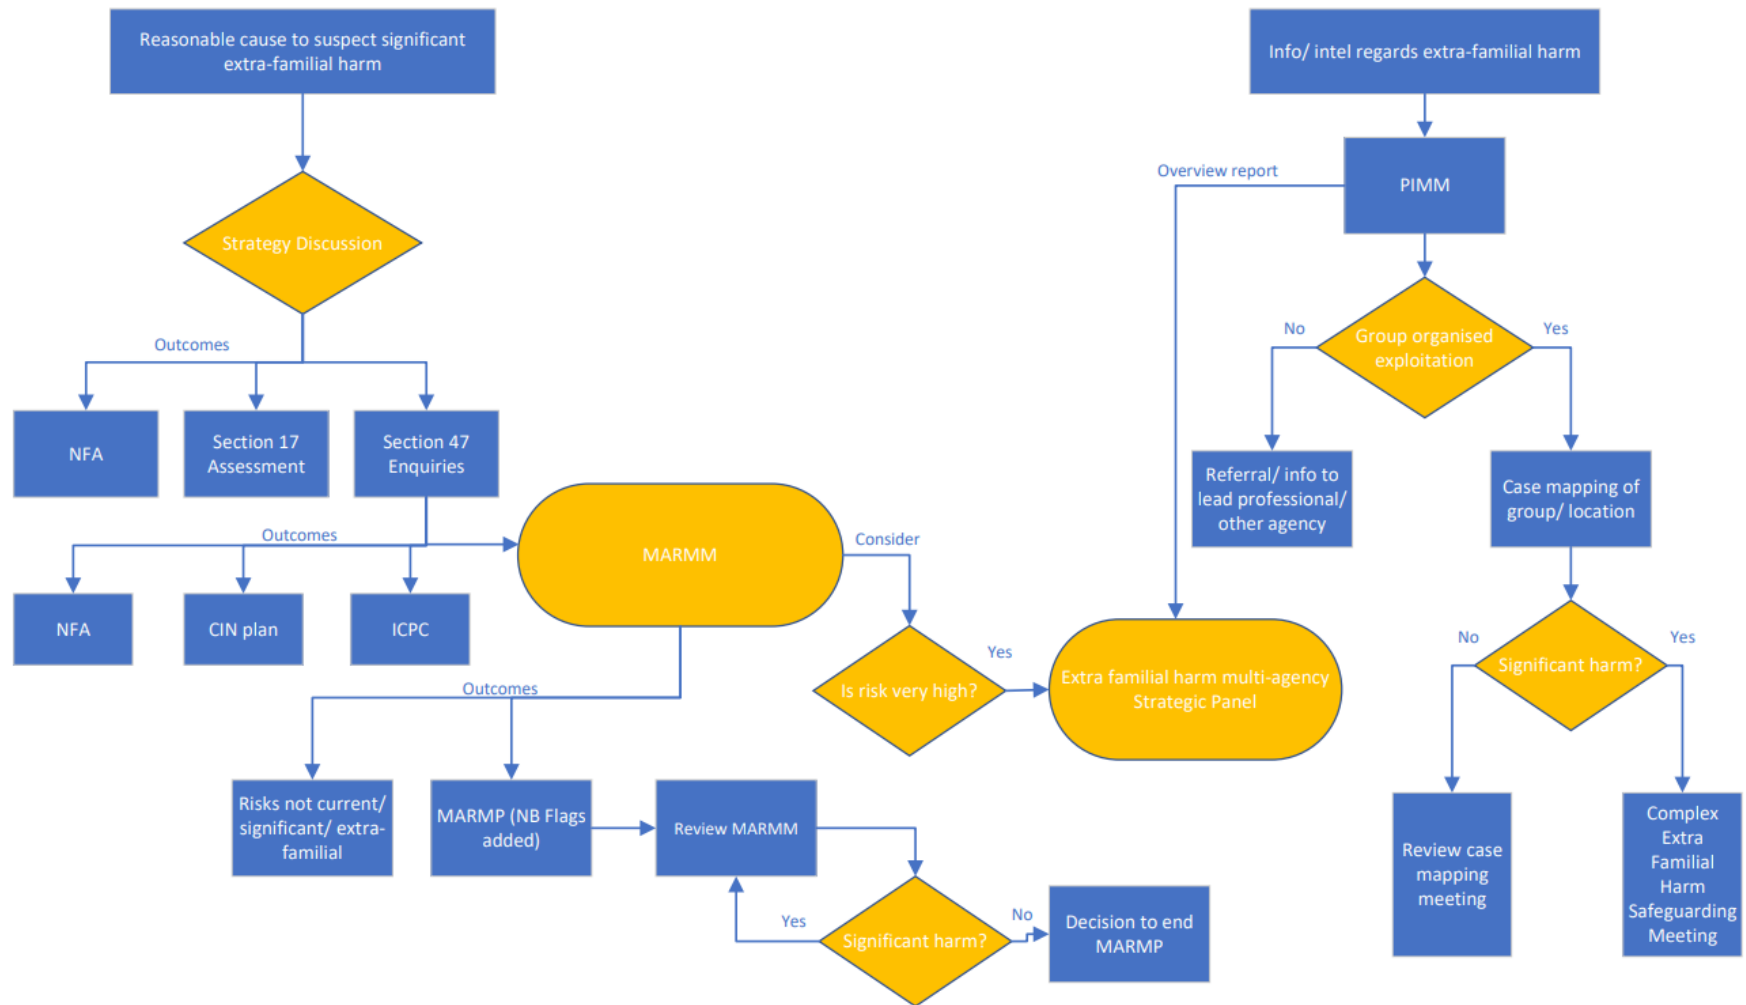 Reasonable cause to suspect significant
extra-familial harm
Info/ intel regards extra-familial harm
Strategy Discussion
Overview report
PIMM
Outcomes
No
Group organised
exploitation
Yes
NFA
Section 17
Assessment
Section 47
Enquiries
Referral/ info to
lead professional/
other agency
Case mapping of
group/ location
Outcomes
MARMM
Consider
NFA
CIN plan
ICPC
Is risk very high?
Yes
Extra familial harm multi-agency
Strategic Panel
No
Significant harm?
Yes
Outcomes
Risks not current/
significant/ extra-
familial
MARMP (NB Flags
added)
Review MARMM
Yes
Significant harm?
No
Decision to end
MARMP
Review case
mapping
meeting
Complex
Extra
Familial
Harm
Safeguarding
Meeting